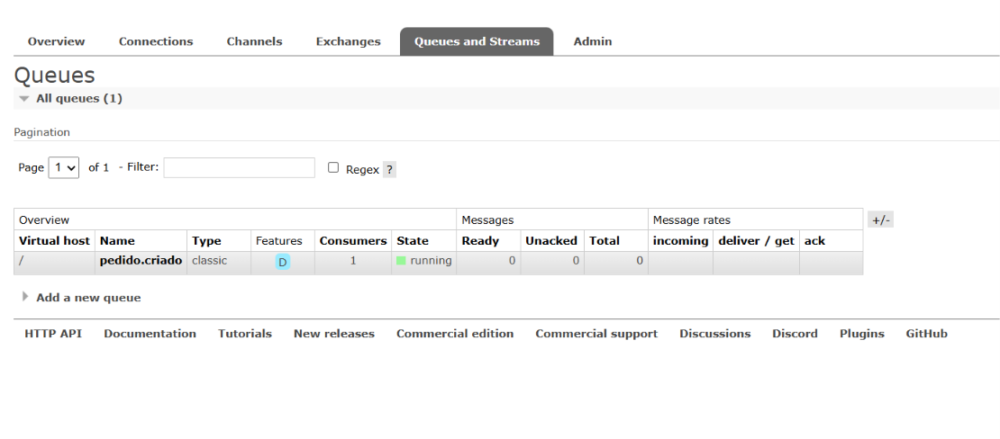 Overview Connections Channels Exchanges Queues and Streams Admin
Queues
All queues (1)
Pagination
Page 1 of 1 - Filter: Regex ?
Overview Messages Message rates +/-
Virtual host Name Type Features Consumers State Ready Unacked Total incoming deliver / get ack
/ pedido.criado classic D 1 running 0 0 0
Add a new queue
HTTP API Documentation Tutorials New releases Commercial edition Commercial support Discussions Discord Plugins GitHub